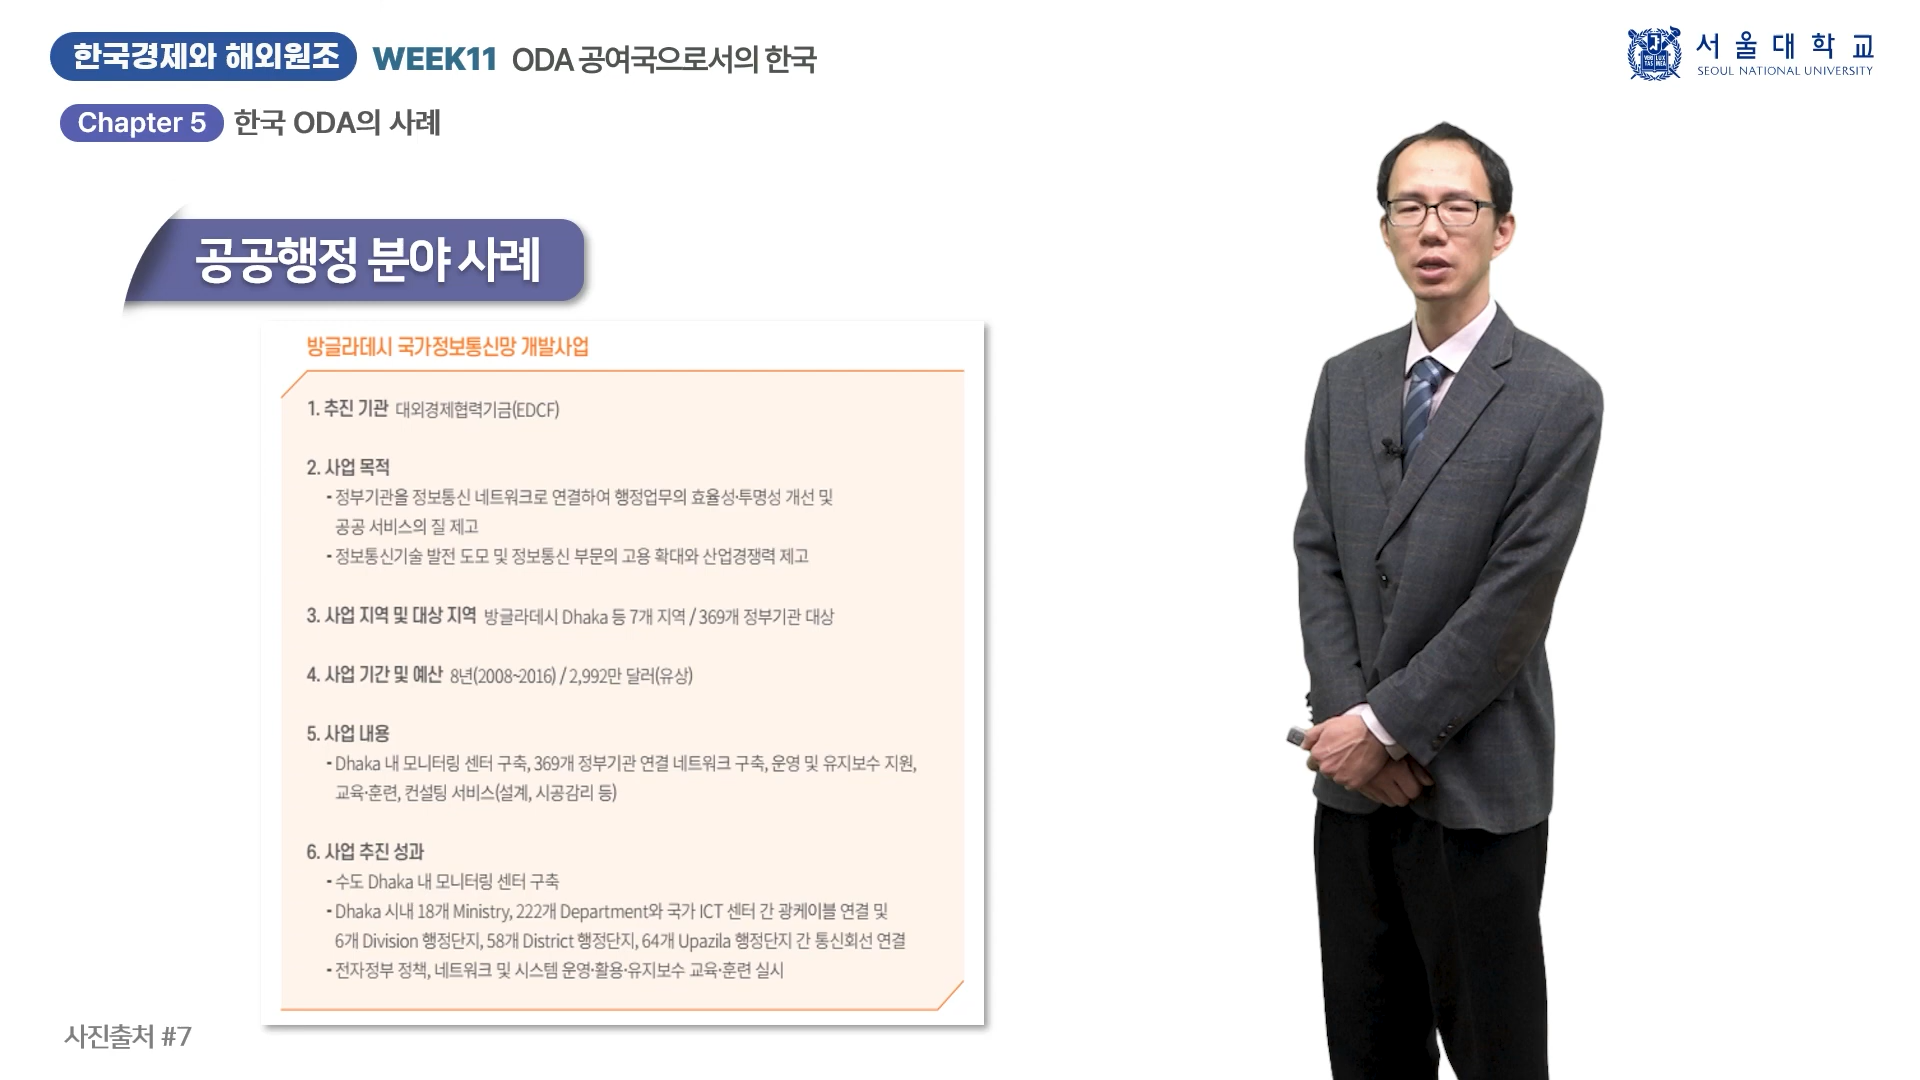 한국경제와 해외원조 WEEK11 ODA 공여국으로서의 한국
서울대학교
SEOUL NATIONAL UNIVERSITY
Chapter 5 한국 ODA의 사례
공공행정 분야 사례
방글라데시 국가정보통신망 개발사업
1. 추진 기관 대외경제협력기금(EDCF)
2. 사업 목적
- 정부기관을 정보통신 네트워크로 연결하여 행정업무의 효율성·투명성 개선 및
공공 서비스의 질 제고
- 정보통신기술 발전 도모 및 정보통신 부문의 고용 확대와 산업경쟁력 제고
3. 사업 지역 및 대상 지역 방글라데시 Dhaka 등 7개 지역 / 369개 정부기관 대상
4. 사업 기간 및 예산 8년(2008~2016) / 2,992만 달러(유상)
5. 사업 내용
- Dhaka 내 모니터링 센터 구축, 369개 정부기관 연결 네트워크 구축, 운영 및 유지보수 지원,
교육·훈련, 컨설팅 서비스(설계, 시공감리 등)
6. 사업 추진 성과
- 수도 Dhaka 내 모니터링 센터 구축
- Dhaka 시내 18개 Ministry, 222개 Department와 국가 ICT 센터 간 광케이블 연결 및
6개 Division 행정단지, 58개 District 행정단지, 64개 Upazila 행정단지 간 통신회선 연결
- 전자정부 정책, 네트워크 및 시스템 운영·활용·유지보수 교육·훈련 실시
사진출처 #7